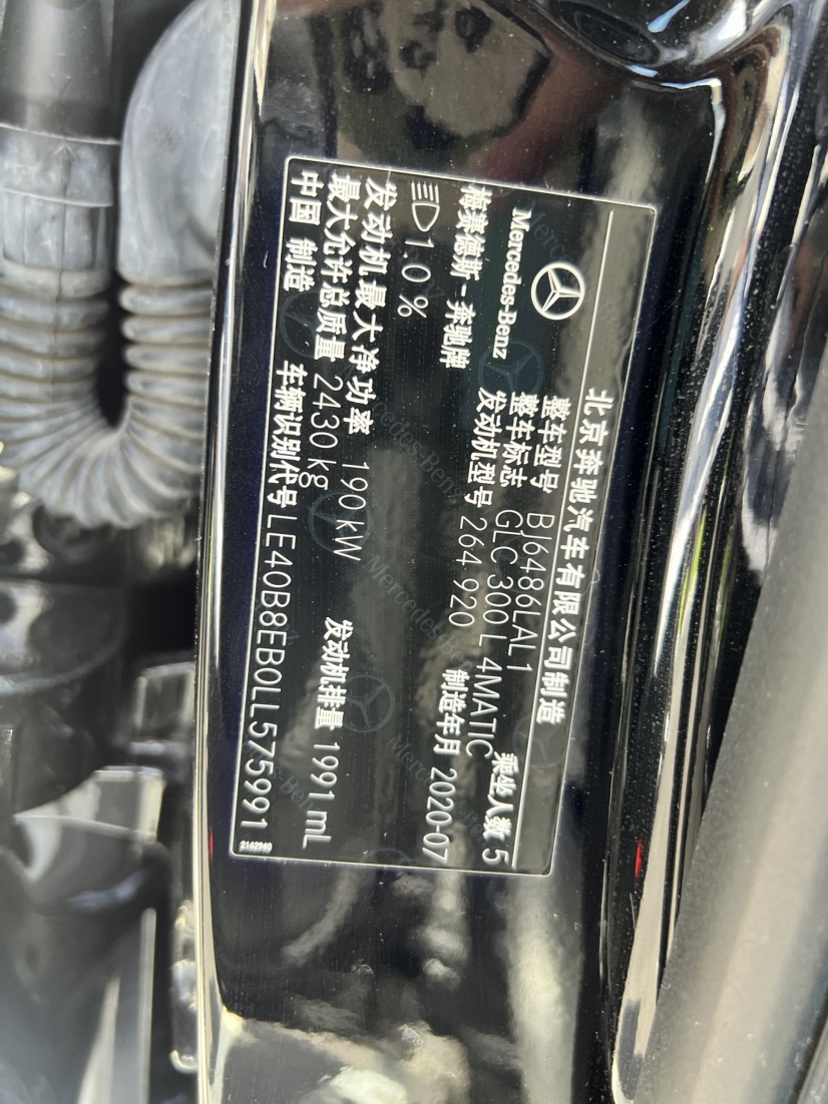 北京奔驰汽车有限公司制造
Mercedes-Benz
整车型号 BJ6486LAL1
整车标志 GLC 300 L 4MATIC 乘坐人数 5
梅赛德斯-奔驰牌 发动机型号 264 920 制造年月 2020-07
1.0 %
发动机最大净功率 190 kW 发动机排量 1991 mL
最大允许总质量 2430 kg
中国 制造 车辆识别代号 LE40B8EB0LL575991
2162940